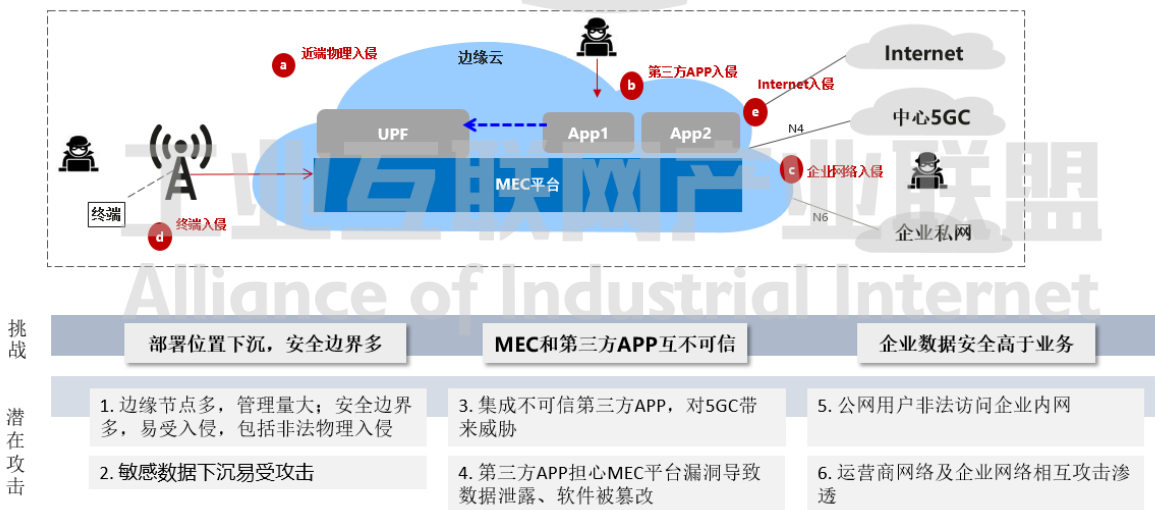 近端物理入侵
a
边缘云
b
第三方APP入侵
Internet
Internet入侵
e
中心5GC
UPF
App1
App2
N4
MEC平台
c
企业网络入侵
终端
终端入侵
d
N6
企业私网
工业互联网产业联盟
Alliance of Industrial Internet
挑战
部署位置下沉，安全边界多
MEC和第三方APP互不可信
企业数据安全高于业务
潜在攻击
1. 边缘节点多，管理量大；安全边界
多，易受入侵，包括非法物理入侵
2. 敏感数据下沉易受攻击
3. 集成不可信第三方APP，对5GC带
来威胁
4. 第三方APP担心MEC平台漏洞导致
数据泄露、软件被篡改
5. 公网用户非法访问企业内网
6. 运营商网络及企业网络相互攻击渗
透